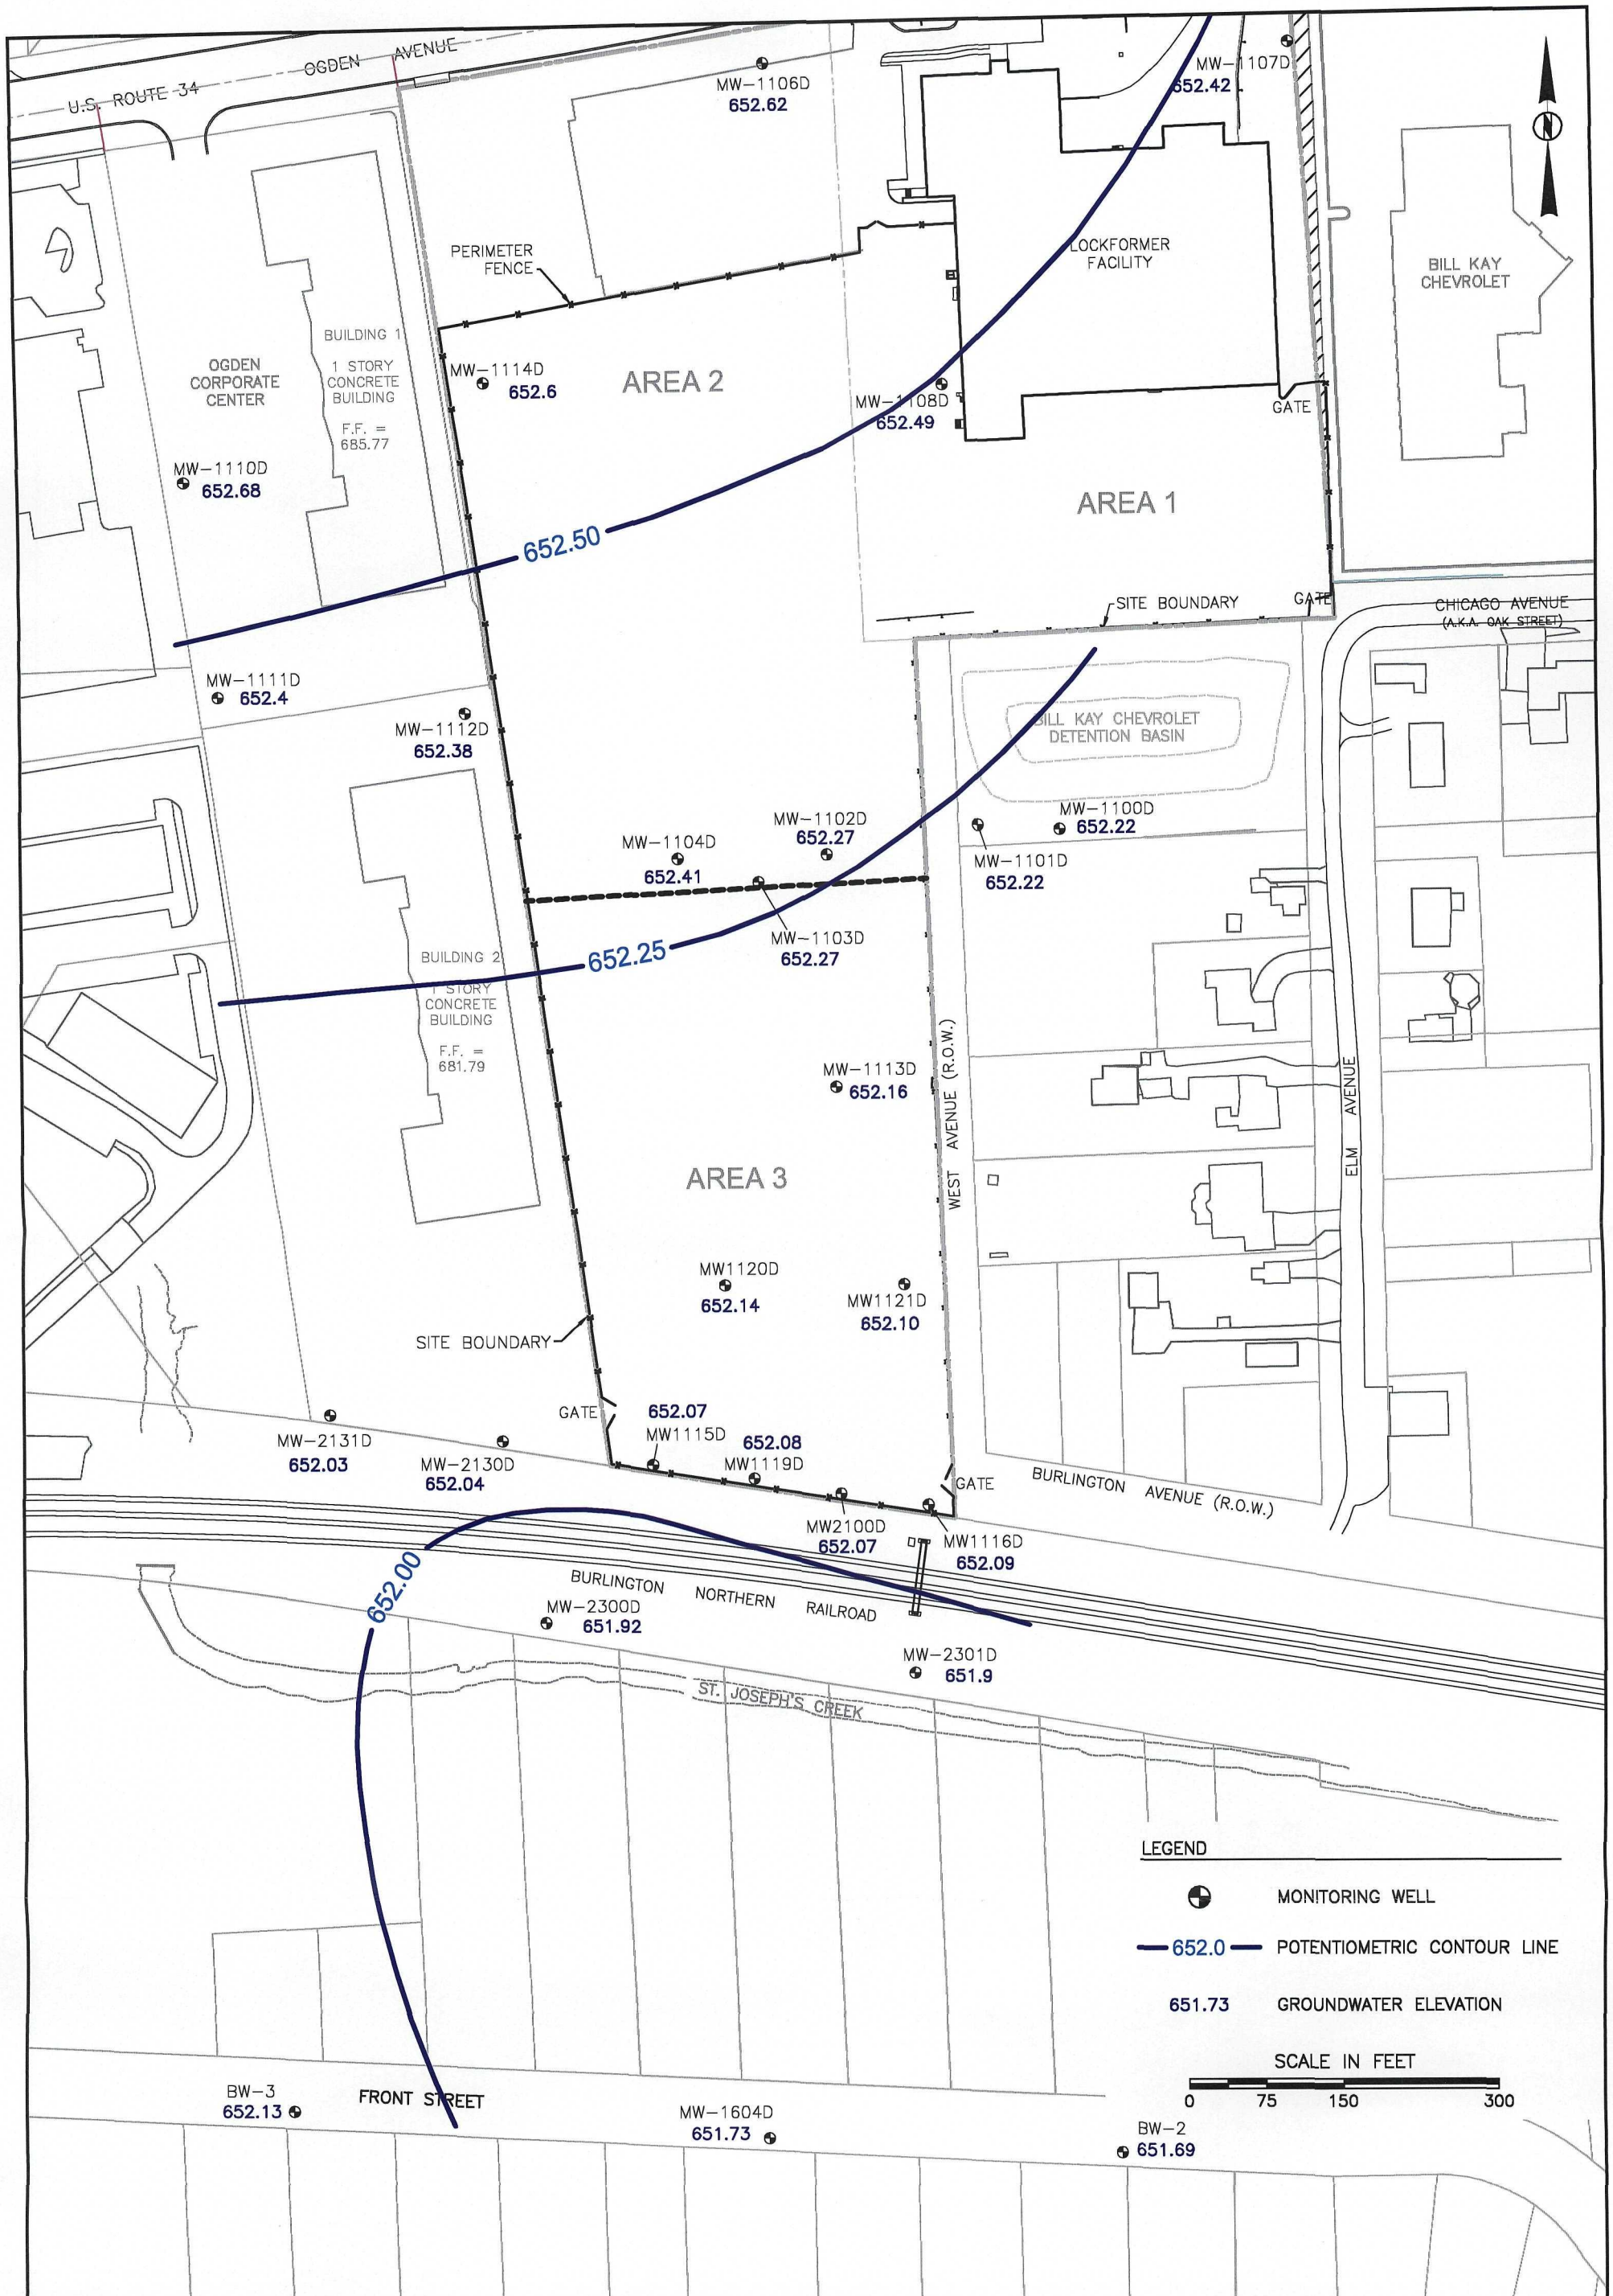 OGDEN AVENUE
U.S. ROUTE 34
MW-1106D
652.62
MW-1107D
652.42
PERIMETER
FENCE
LOCKFORMER
FACILITY
BILL KAY
CHEVROLET
BUILDING 1
1 STORY
CONCRETE
BUILDING
F.F. =
685.77
OGDEN
CORPORATE
CENTER
MW-1114D
652.6
AREA 2
MW-1108D
652.49
GATE
MW-1110D
652.68
AREA 1
652.50
SITE BOUNDARY
GATE
CHICAGO AVENUE
(A.K.A. OAK STREET)
MW-1111D
652.4
MW-1112D
652.38
BILL KAY CHEVROLET
DETENTION BASIN
MW-1104D
652.41
MW-1102D
652.27
MW-1100D
652.22
MW-1101D
652.22
MW-1103D
652.27
652.25
BUILDING 2
1 STORY
CONCRETE
BUILDING
F.F. =
681.79
MW-1113D
652.16
WEST AVENUE (R.O.W.)
ELM AVENUE
AREA 3
MW1120D
652.14
MW1121D
652.10
SITE BOUNDARY
GATE
652.07
MW1115D
652.08
MW1119D
MW-2131D
652.03
MW-2130D
652.04
GATE
BURLINGTON AVENUE (R.O.W.)
MW2100D
652.07
MW1116D
652.09
652.00
BURLINGTON NORTHERN RAILROAD
MW-2300D
651.92
MW-2301D
651.9
ST. JOSEPH'S CREEK
LEGEND
MONITORING WELL
652.0 POTENTIOMETRIC CONTOUR LINE
651.73 GROUNDWATER ELEVATION
SCALE IN FEET
0 75 150 300
BW-3
652.13
FRONT STREET
MW-1604D
651.73
BW-2
651.69
N